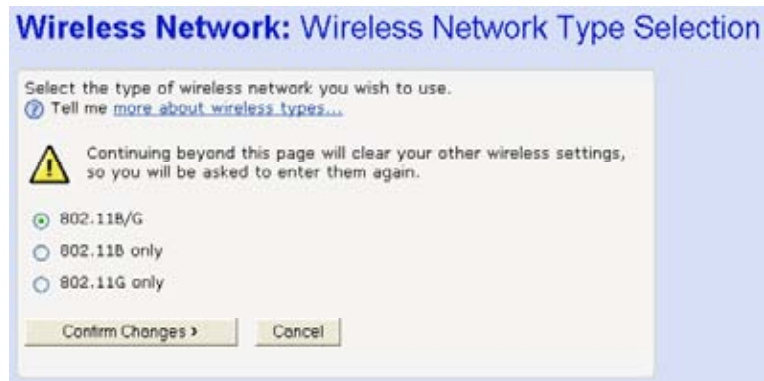 Wireless Network: Wireless Network Type Selection
Select the type of wireless network you wish to use.
Tell me more about wireless types...
Continuing beyond this page will clear your other wireless settings,
so you will be asked to enter them again.
802.11B/G
802.11B only
802.11G only
Confirm Changes >
Cancel